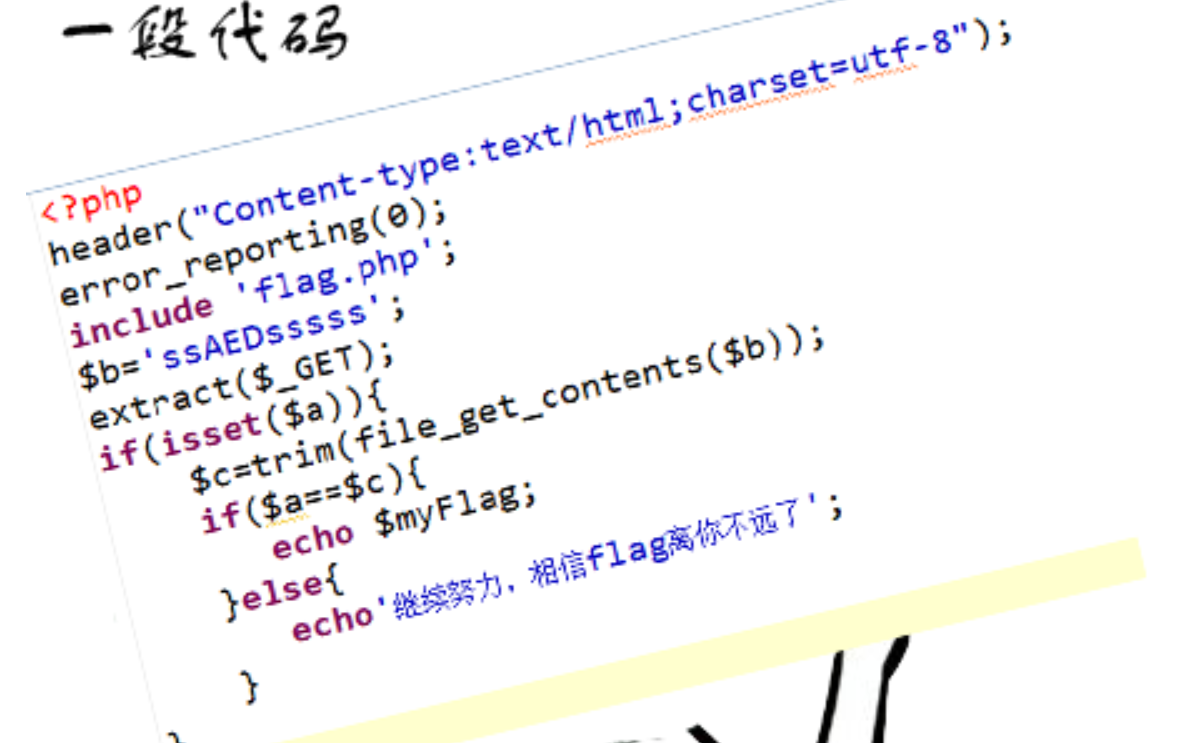 一段代码
<?php
header("Content-type:text/html;charset=utf-8");
error_reporting(0);
include 'flag.php';
$b='ssAEDsssss';
extract($_GET);
if(isset($a)){
$c=trim(file_get_contents($b));
if($a==$c){
echo $myFlag;
}else{
echo'继续努力，相信flag离你不远了';
}
}